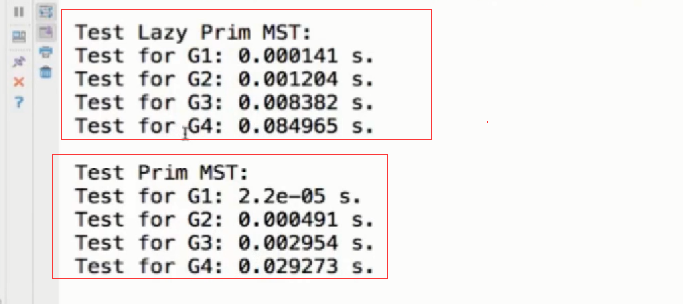 Test Lazy Prim MST:
Test for G1: 0.000141 s.
Test for G2: 0.001204 s.
Test for G3: 0.008382 s.
Test for G4: 0.084965 s.
Test Prim MST:
Test for G1: 2.2e-05 s.
Test for G2: 0.000491 s.
Test for G3: 0.002954 s.
Test for G4: 0.029273 s.